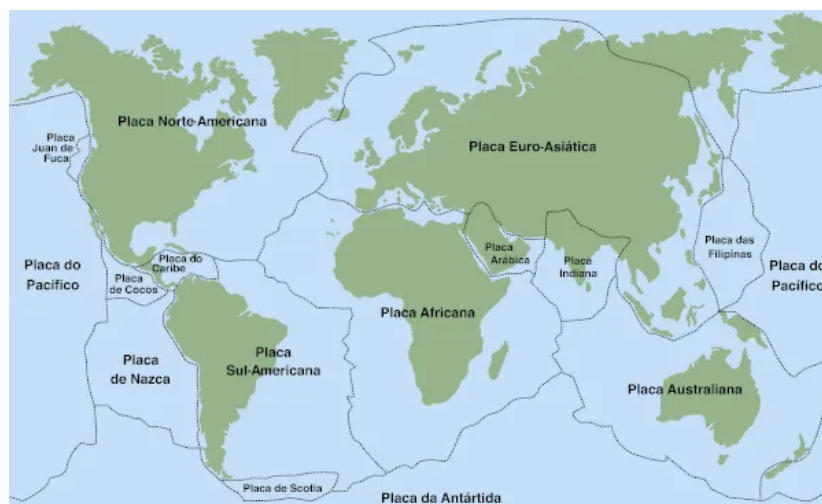 Placa Norte-Americana
Placa
Juan de
Fuca
Placa Euro-Asiática
Placa do
Pacífico
Placa do
Caribe
Placa
de Cocos
Placa
Arábica
Placa
Indiana
Placa das
Filipinas
Placa do
Pacífico
Placa Africana
Placa
de Nazca
Placa
Sul-Americana
Placa Australiana
Placa de Scotia
Placa da Antártida